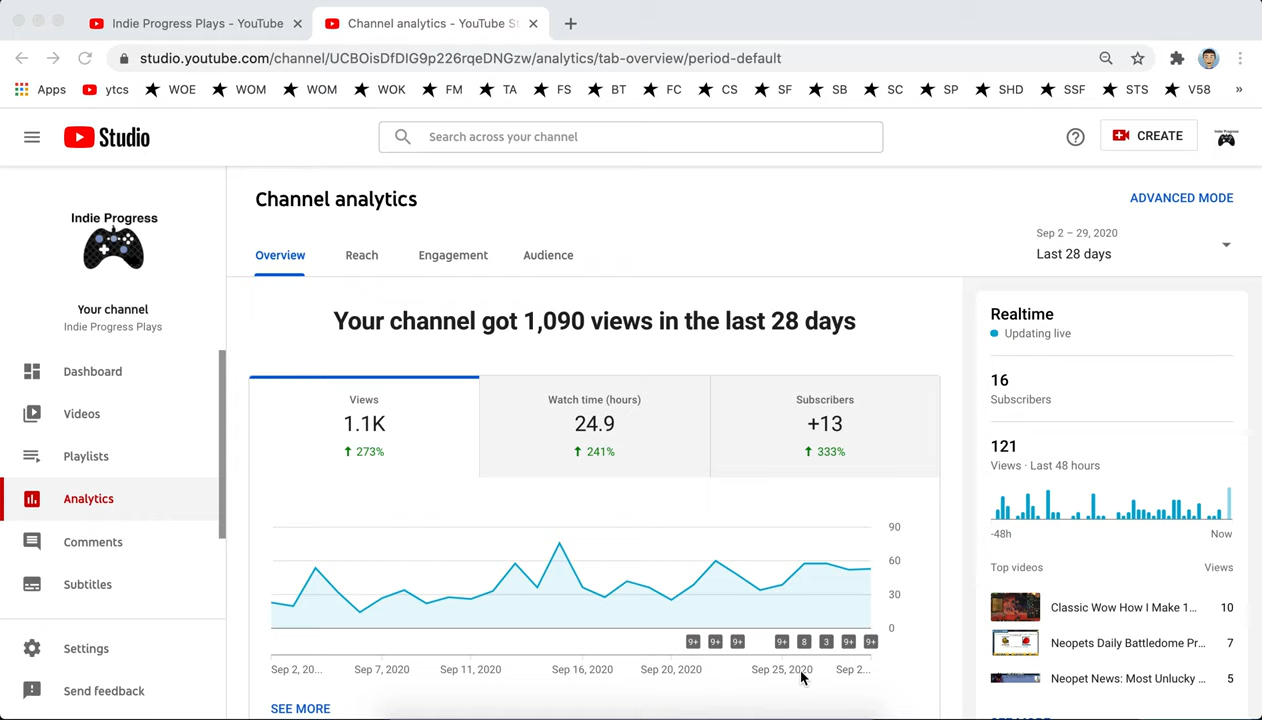 Indie Progress Plays - YouTube
Channel analytics - YouTube St
studio.youtube.com/channel/UCBOisDfDIG9p226rqeDNGzw/analytics/tab-overview/period-default
Apps ytcs WOE WOM WOM WOK FM TA FS BT FC CS SF SB SC SP SHD SSF STS V58 »
Studio
Search across your channel
CREATE
Indie Progress
Channel analytics
ADVANCED MODE
Overview Reach Engagement Audience
Sep 2 – 29, 2020
Last 28 days
Indie Progress
Your channel
Indie Progress Plays
Dashboard
Videos
Playlists
Analytics
Comments
Subtitles
Settings
Send feedback
Your channel got 1,090 views in the last 28 days
Views
1.1K
273%
Watch time (hours)
24.9
241%
Subscribers
+13
333%
90
60
30
0
9+ 9+ 9+ 9+ 8 3 9+ 9+
Sep 2, 20... Sep 7, 2020 Sep 11, 2020 Sep 16, 2020 Sep 20, 2020 Sep 25, 2020 Sep 2...
SEE MORE
Realtime
Updating live
16
Subscribers
121
Views · Last 48 hours
-48h Now
Top videos Views
Classic Wow How I Make 1... 10
Neopets Daily Battledome Pr... 7
Neopet News: Most Unlucky ... 5